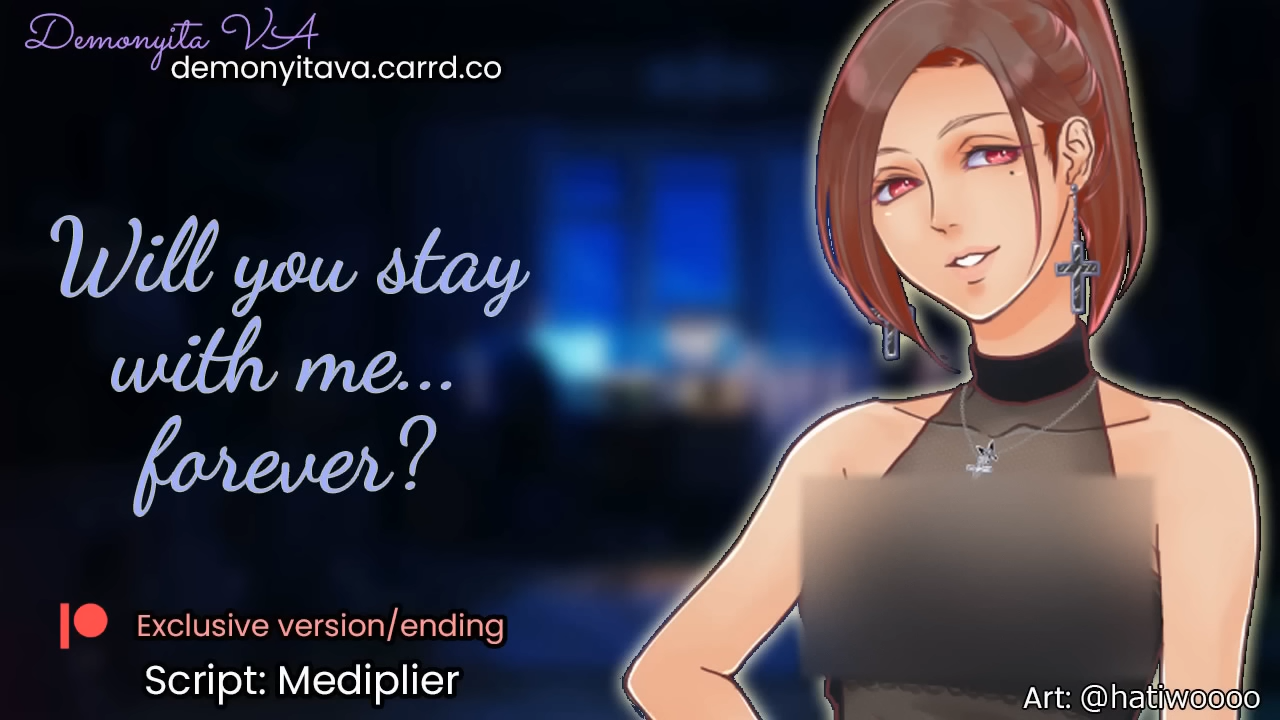 Demonyita VA
demonyitava.carrd.co
Will you stay
with me...
forever?
Exclusive version/ending
Script: Mediplier
Art: @hatiwoooo